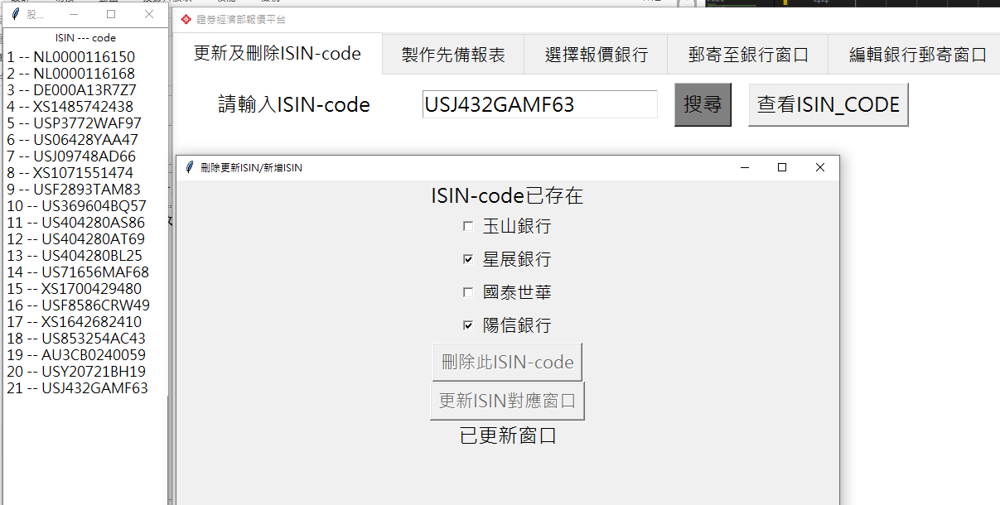 股...
ISIN --- code
1 -- NL0000116150
2 -- NL0000116168
3 -- DE000A13R7Z7
4 -- XS1485742438
5 -- USP3772WAF97
6 -- US06428YAA47
7 -- USJ09748AD66
8 -- XS1071551474
9 -- USF2893TAM83
10 -- US369604BQ57
11 -- US404280AS86
12 -- US404280AT69
13 -- US404280BL25
14 -- US71656MAF68
15 -- XS1700429480
16 -- USF8586CRW49
17 -- XS1642682410
18 -- US853254AC43
19 -- AU3CB0240059
20 -- USY20721BH19
21 -- USJ432GAMF63
證券經濟部報價平台
更新及刪除ISIN-code 製作先備報表 選擇報價銀行 郵寄至銀行窗口 編輯銀行郵寄窗口
請輸入ISIN-code USJ432GAMF63 搜尋 查看ISIN_CODE
刪除更新ISIN/新增ISIN
ISIN-code已存在
玉山銀行
星展銀行
國泰世華
陽信銀行
刪除此ISIN-code
更新ISIN對應窗口
已更新窗口